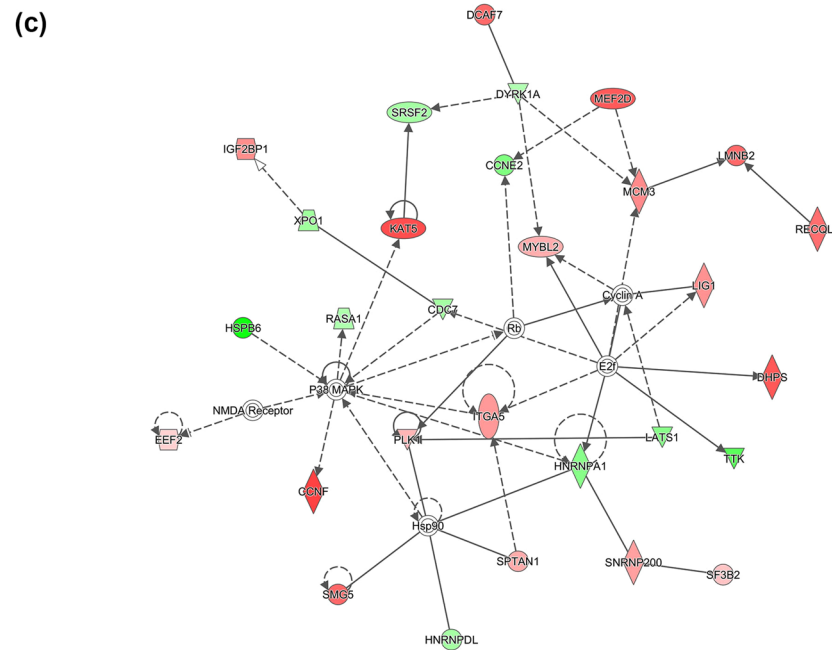 (c)
DCAF7
DYRK1A
MEF2D
SRSF2
IGF2BP1
CCNE2
LMNB2
MCM3
XPO1
KAT5
RECQL
MYBL2
Cyclin A
LIG1
CDC7
RASA1
HSPB6
Rb
E2f
P38 MAPK
DHPS
NMDA Receptor
ITGA5
EEF2
PLK1
LATS1
TTK
HNRNPA1
CCNF
Hsp90
SPTAN1
SNRNP200
SF3B2
SMG5
HNRNPDL